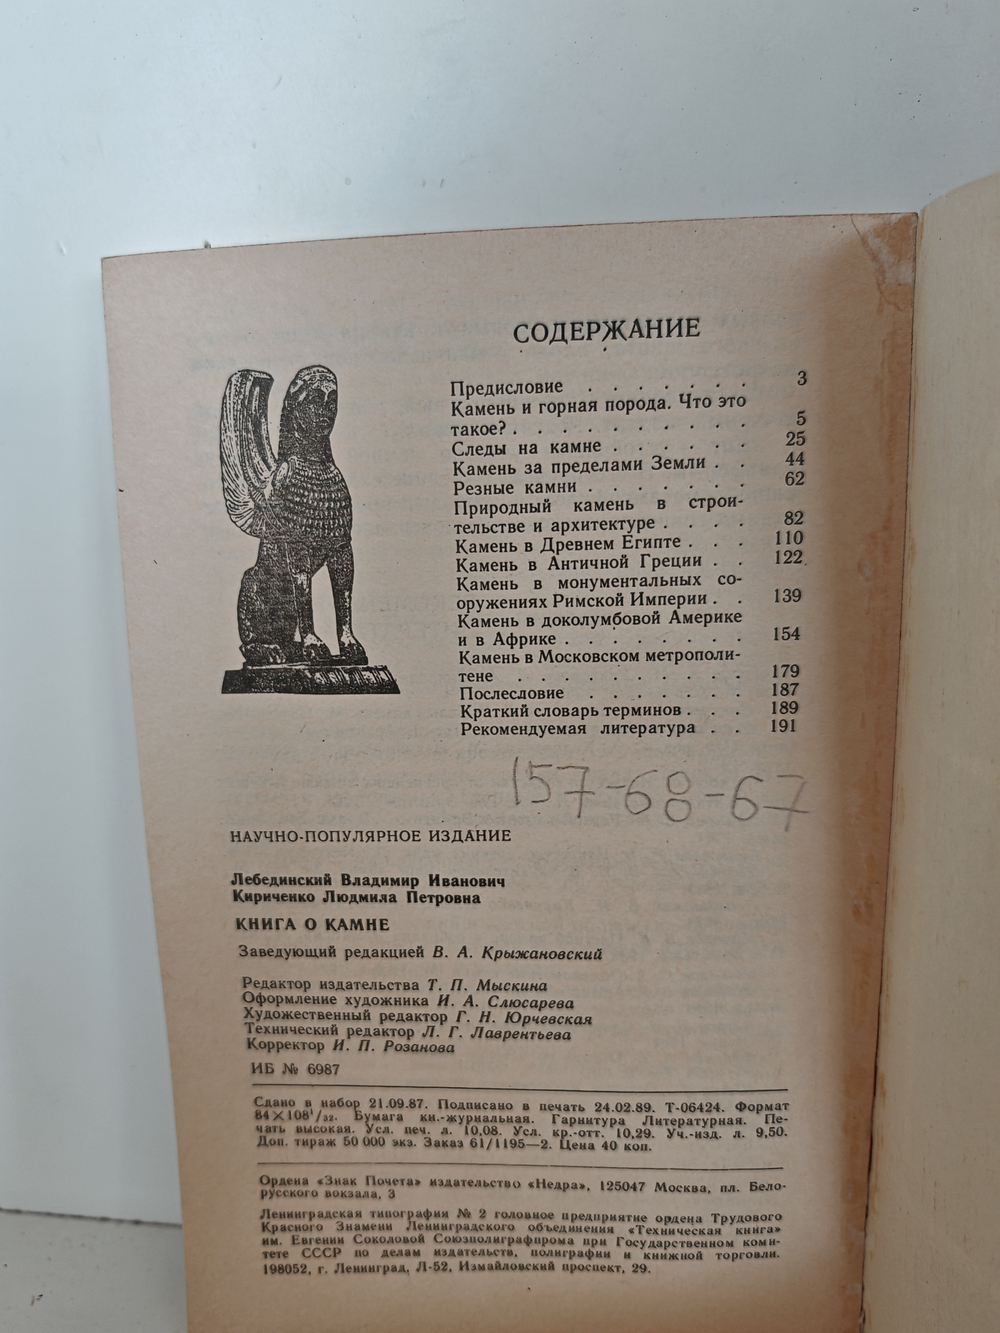 СОДЕРЖАНИЕ
Предисловие . . . . . . . 3
Камень и горная порода. Что это
такое? . . . . . . . . . . 5
Следы на камне . . . . . . 25
Камень за пределами Земли . . 44
Резные камни . . . . . . . 62
Природный камень в строи-
тельстве и архитектуре . . . . 82
Камень в Древнем Египте . . . 110
Камень в Античной Греции . . 122
Камень в монументальных со-
оружениях Римской Империи . . 139
Камень в доколумбовой Америке
и в Африке . . . . . . . . 154
Камень в Московском метрополи-
тене . . . . . . . . . . 179
Послесловие . . . . . . . 187
Краткий словарь терминов . . . 189
Рекомендуемая литература . . 191
157-68-67
НАУЧНО-ПОПУЛЯРНОЕ ИЗДАНИЕ
Лебединский Владимир Иванович
Кириченко Людмила Петровна
КНИГА О КАМНЕ
Заведующий редакцией В. А. Крыжановский
Редактор издательства Т. П. Мыскина
Оформление художника И. А. Слюсарева
Художественный редактор Г. Н. Юрчевская
Технический редактор Л. Г. Лаврентьева
Корректор И. П. Розанова
ИБ № 6987
Сдано в набор 21.09.87. Подписано в печать 24.02.89. Т-06424. Формат
84×108¹/₃₂. Бумага кн.-журнальная. Гарнитура Литературная. Пе-
чать высокая. Усл. печ. л. 10,08. Усл. кр.-отт. 10,29. Уч.-изд. л. 9,50.
Доп. тираж 50 000 экз. Заказ 61/1195—2. Цена 40 коп.
Ордена «Знак Почета» издательство «Недра», 125047 Москва, пл. Бело-
русского вокзала, 3
Ленинградская типография № 2 головное предприятие ордена Трудового
Красного Знамени Ленинградского объединения «Техническая книга»
им. Евгении Соколовой Союзполиграфпрома при Государственном коми-
тете СССР по делам издательств, полиграфии и книжной торговли.
198052, г. Ленинград, Л-52, Измайловский проспект, 29.